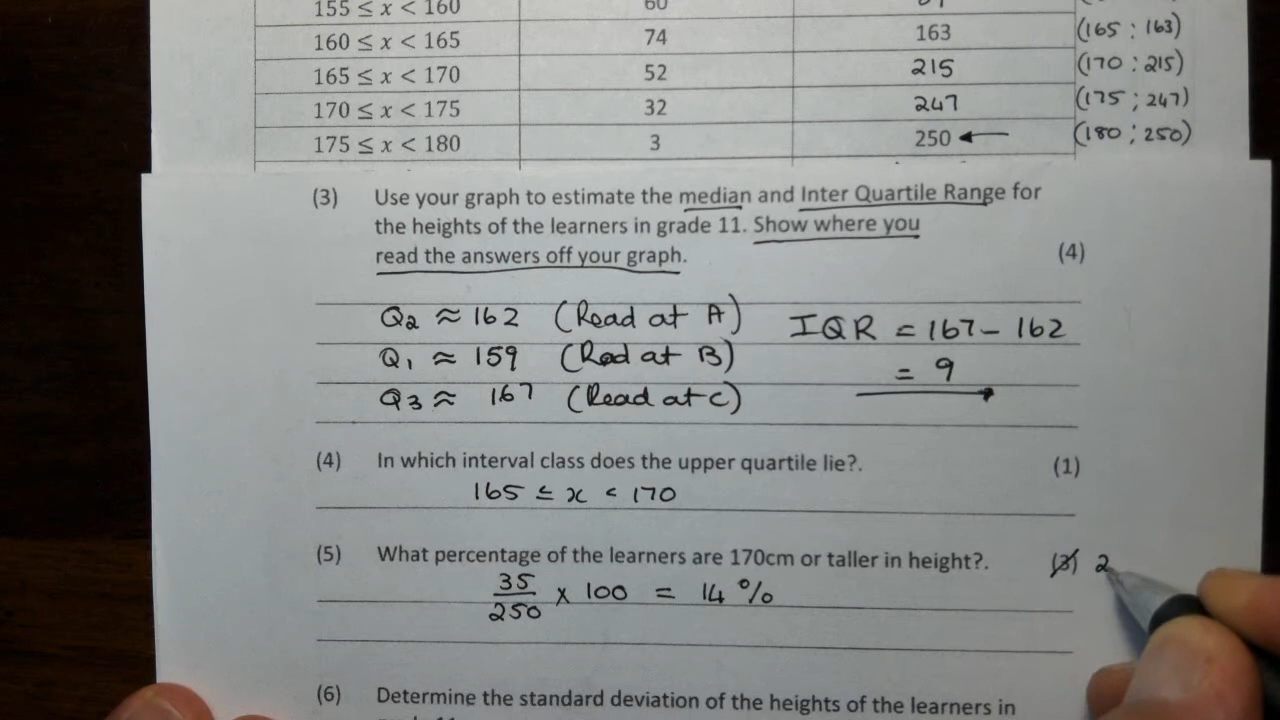 155 ≤ x < 160 60
160 ≤ x < 165 74 163 (165 ; 163)
165 ≤ x < 170 52 215 (170 ; 215)
170 ≤ x < 175 32 247 (175 ; 247)
175 ≤ x < 180 3 250 ← (180 ; 250)
(3) Use your graph to estimate the median and Inter Quartile Range for
the heights of the learners in grade 11. Show where you
read the answers off your graph. (4)
Q2 ≈ 162 (Read at A) IQR = 167 - 162
Q1 ≈ 159 (Read at B) = 9
Q3 ≈ 167 (Read at C)
(4) In which interval class does the upper quartile lie?. (1)
165 ≤ x < 170
(5) What percentage of the learners are 170cm or taller in height?. (3) 2
35/250 × 100 = 14 %
(6) Determine the standard deviation of the heights of the learners in